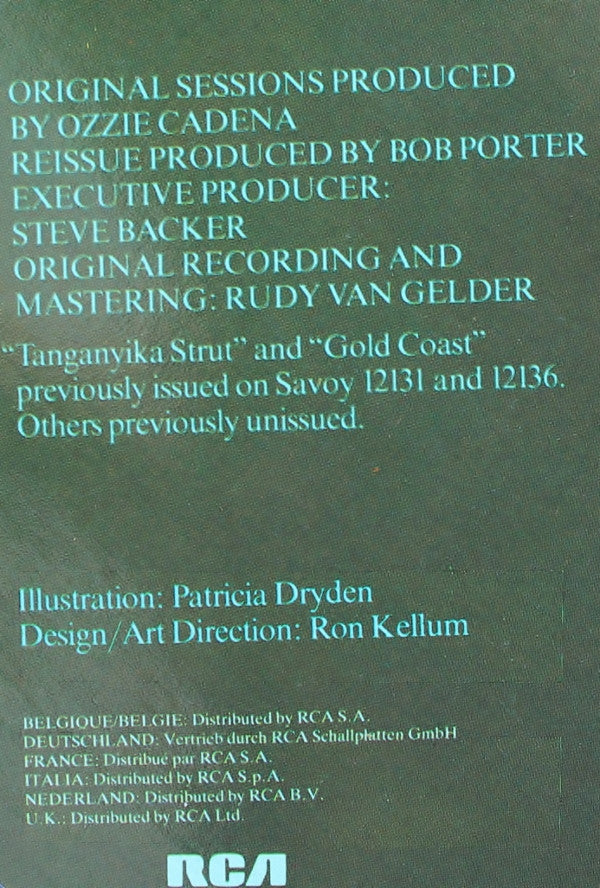 ORIGINAL SESSIONS PRODUCED
BY OZZIE CADENA
REISSUE PRODUCED BY BOB PORTER
EXECUTIVE PRODUCER:
STEVE BACKER
ORIGINAL RECORDING AND
MASTERING: RUDY VAN GELDER
“Tanganyika Strut” and “Gold Coast”
previously issued on Savoy 12131 and 12136.
Others previously unissued.
Illustration: Patricia Dryden
Design/Art Direction: Ron Kellum
BELGIQUE/BELGIE: Distributed by RCA S.A.
DEUTSCHLAND: Vertrieb durch RCA Schallplatten GmbH
FRANCE: Distribué par RCA S.A.
ITALIA: Distributed by RCA S.p.A.
NEDERLAND: Distributed by RCA B.V.
U.K.: Distributed by RCA Ltd.
RCA